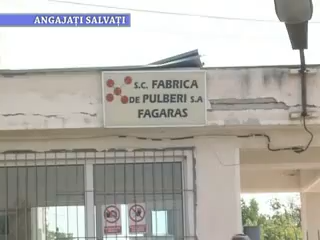 ANGAJAȚI SALVAȚI
S.C. FABRICA
DE PULBERI S.A
FAGARAS